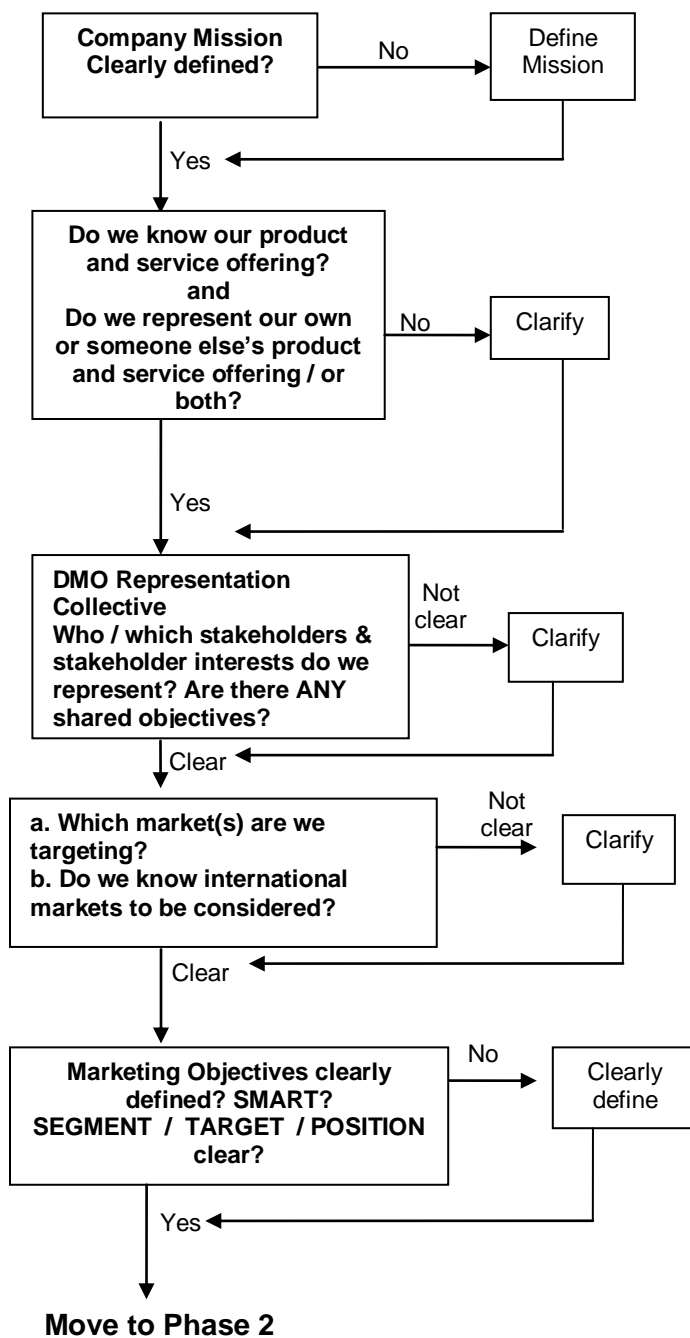 Company Mission
Clearly defined?
No
Define
Mission
Yes
Do we know our product
and service offering?
and
Do we represent our own
or someone else’s product
and service offering / or
both?
No
Clarify
Yes
DMO Representation
Collective
Who / which stakeholders &
stakeholder interests do we
represent? Are there ANY
shared objectives?
Not
clear
Clarify
Clear
a. Which market(s) are we
targeting?
b. Do we know international
markets to be considered?
Not
clear
Clarify
Clear
Marketing Objectives clearly
defined? SMART?
SEGMENT / TARGET / POSITION
clear?
No
Clearly
define
Yes
Move to Phase 2